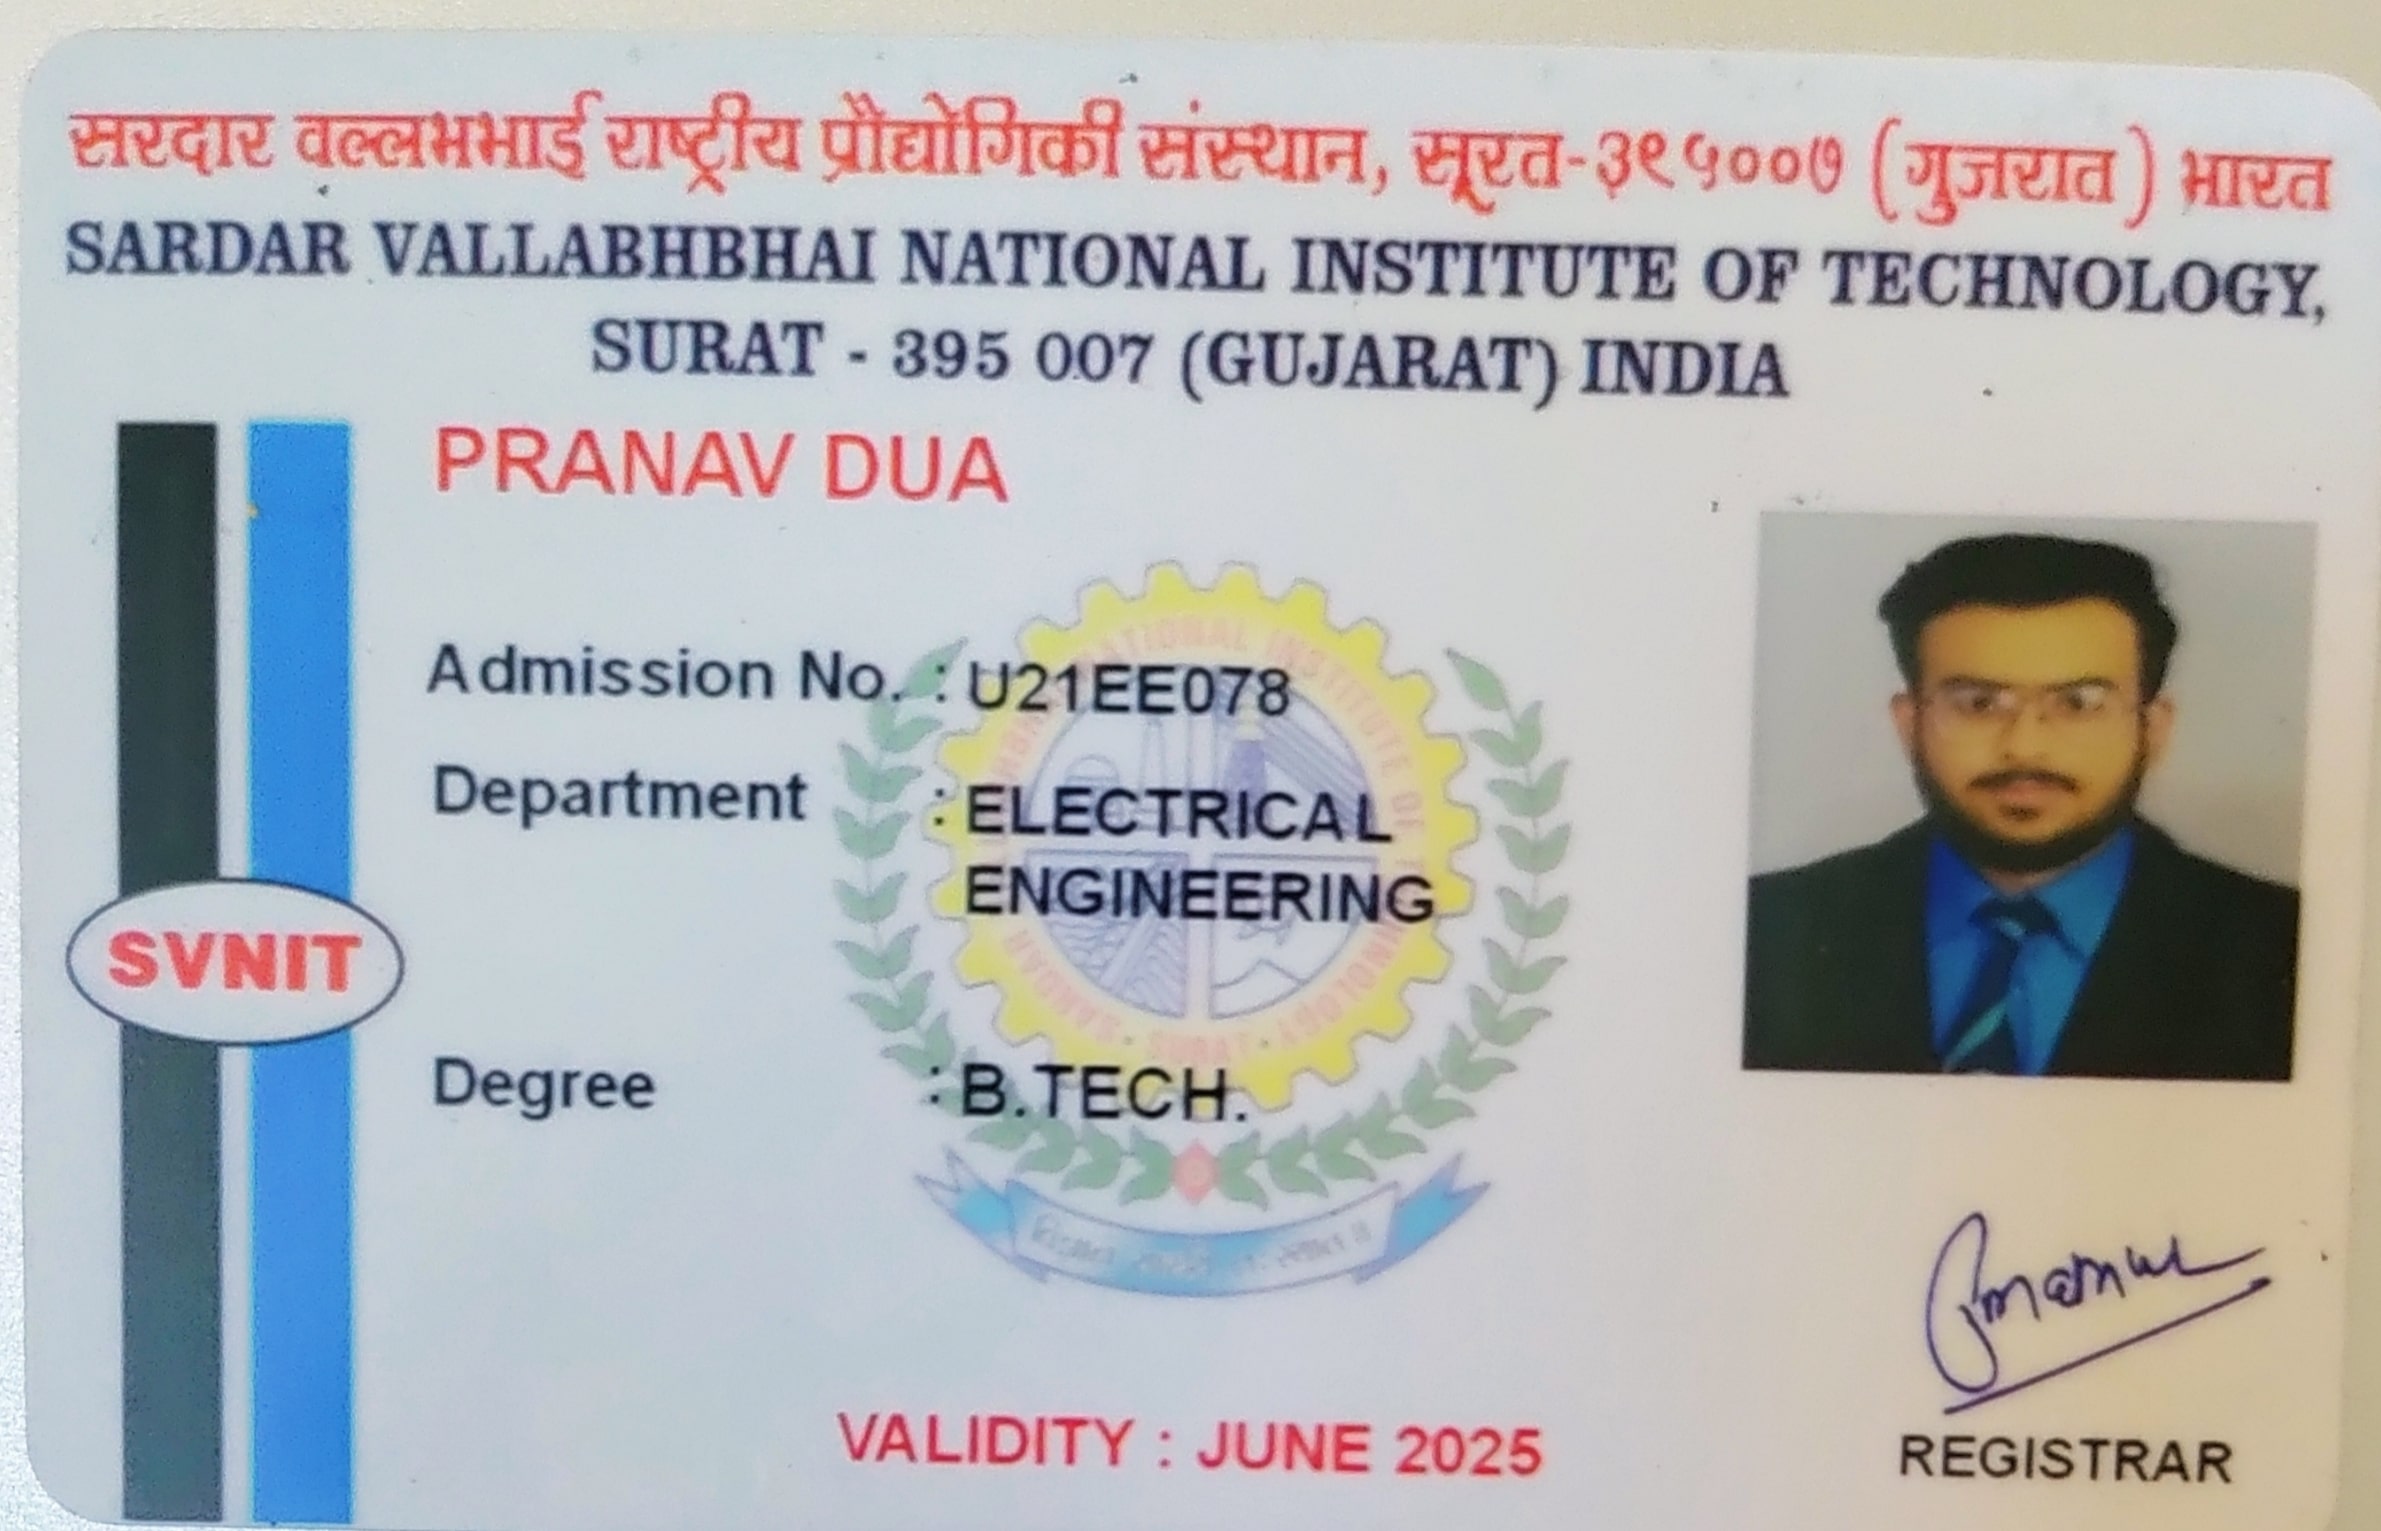 सरदार वल्लभभाई राष्ट्रीय प्रौद्योगिकी संस्थान, सूरत-३९५००७ (गुजरात) भारत
SARDAR VALLABHBHAI NATIONAL INSTITUTE OF TECHNOLOGY,
SURAT - 395 007 (GUJARAT) INDIA
PRANAV DUA
Admission No. : U21EE078
Department : ELECTRICAL
ENGINEERING
SVNIT
Degree : B.TECH.
VALIDITY : JUNE 2025
REGISTRAR